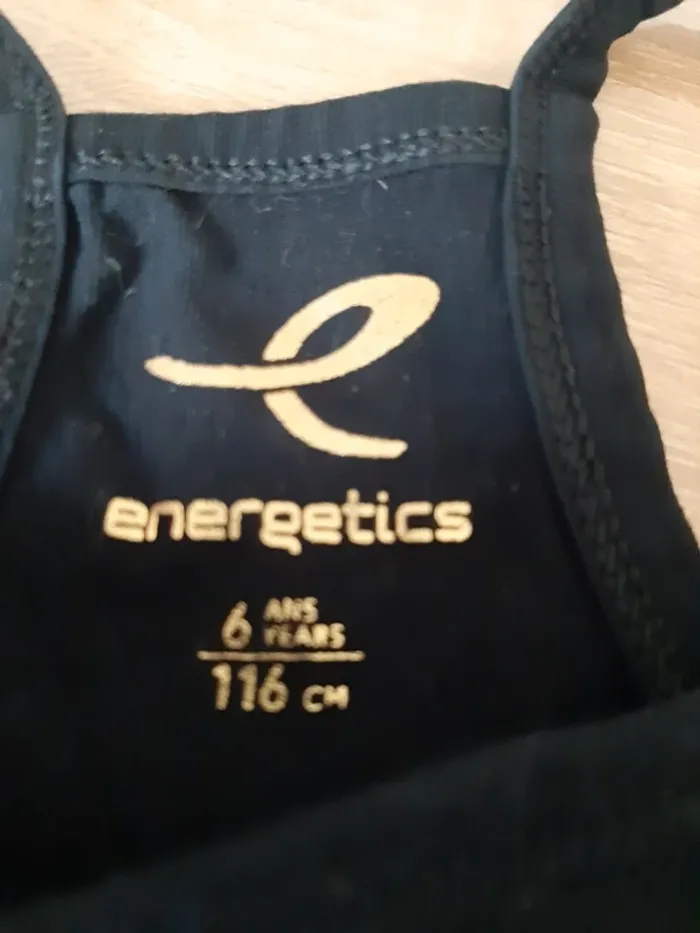 energetics
6 ANS
YEARS
116 CM